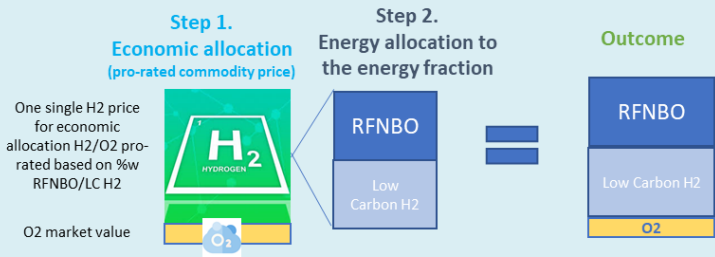 Step 1.
Economic allocation
(pro-rated commodity price)
Step 2.
Energy allocation to
the energy fraction
Outcome
One single H2 price
for economic
allocation H2/O2 pro-
rated based on %w
RFNBO/LC H2
1
H2
HYDROGEN
RFNBO
Low
Carbon H2
RFNBO
Low Carbon H2
O2
O2 market value
O2